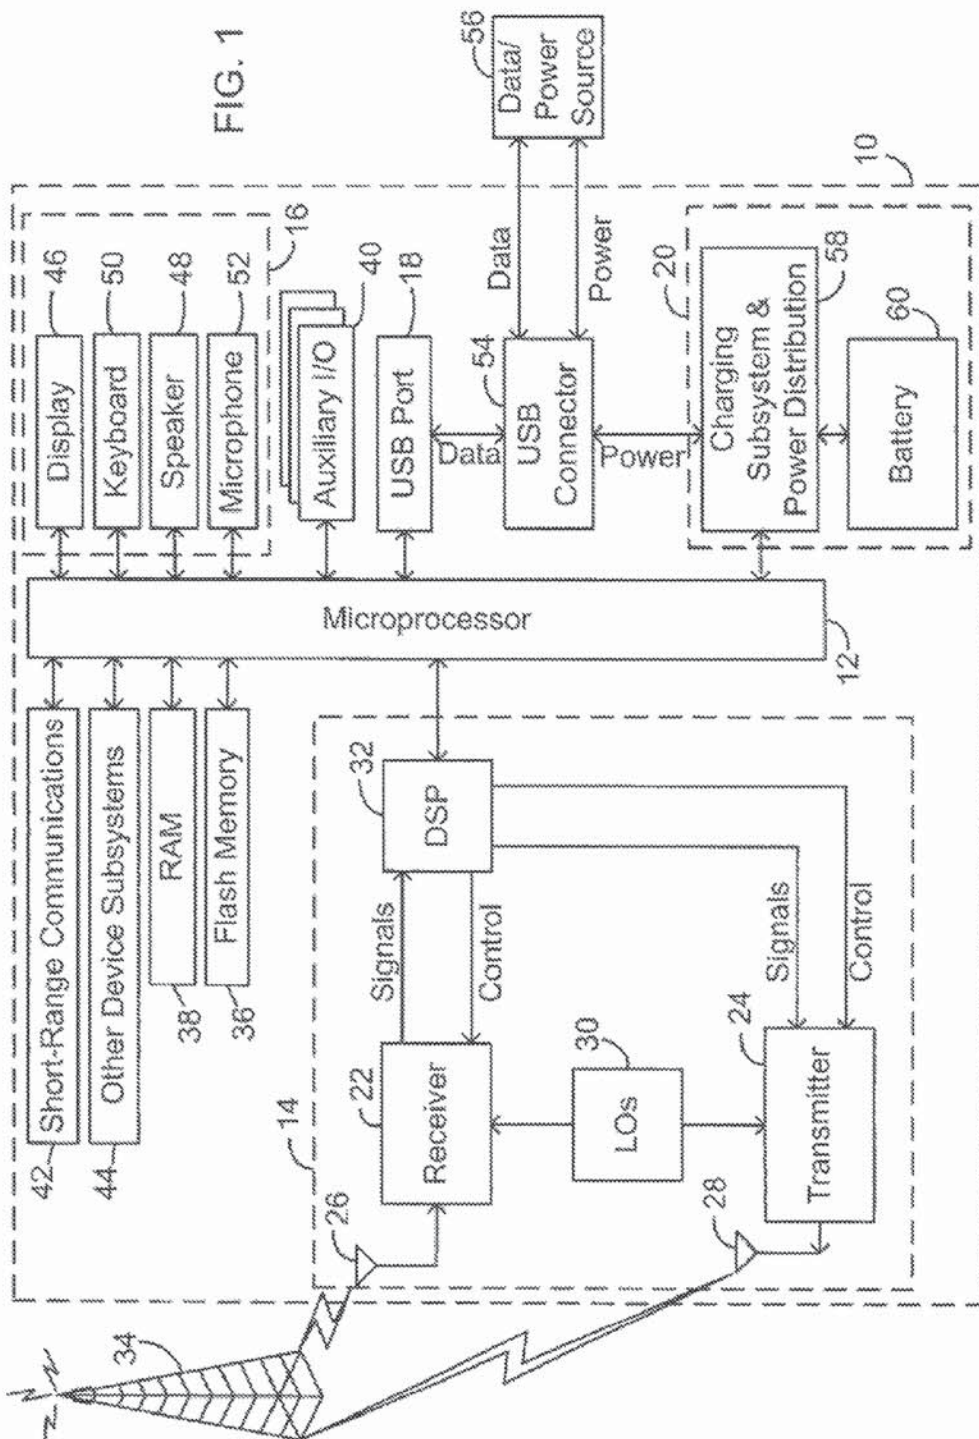 FIG. 1
42
Short-Range Communications
44
Other Device Subsystems
38
RAM
36
Flash Memory
Microprocessor
12
Display
46
Keyboard
50
Speaker
48
Microphone
52
16
Auxiliary I/O
40
USB Port
18
Data
USB
Connector
54
Data
Power
Data/
Power
Source
56
Power
Charging
Subsystem &
Power Distribution
58
20
Battery
60
10
14
34
26
Receiver
22
Signals
Control
DSP
32
LOs
30
28
Transmitter
24
Signals
Control